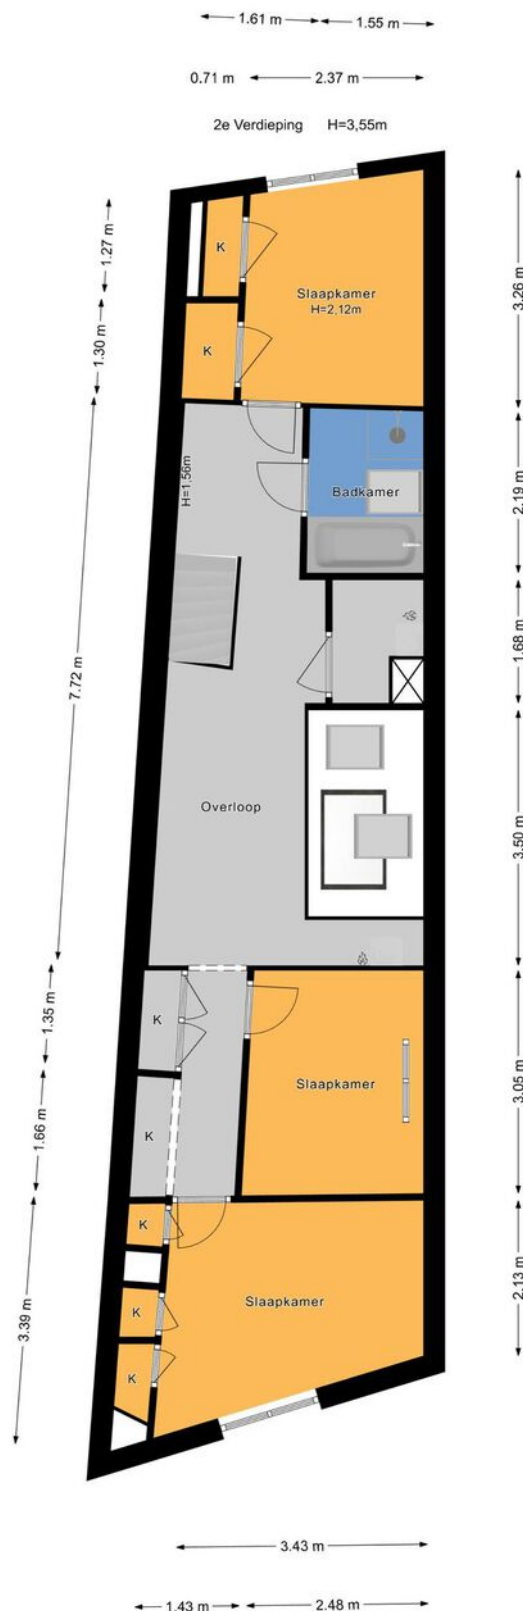 1.61 m
1.55 m
0.71 m
2.37 m
2e Verdieping H=3,55m
1.27 m
3.26 m
K
Slaapkamer
H=2,12m
1.30 m
K
H=1,56m
Badkamer
2.19 m
1.68 m
7.72 m
Overloop
3.50 m
1.35 m
K
Slaapkamer
3.05 m
1.66 m
K
K
2.13 m
Slaapkamer
K
3.39 m
K
3.43 m
1.43 m
2.48 m